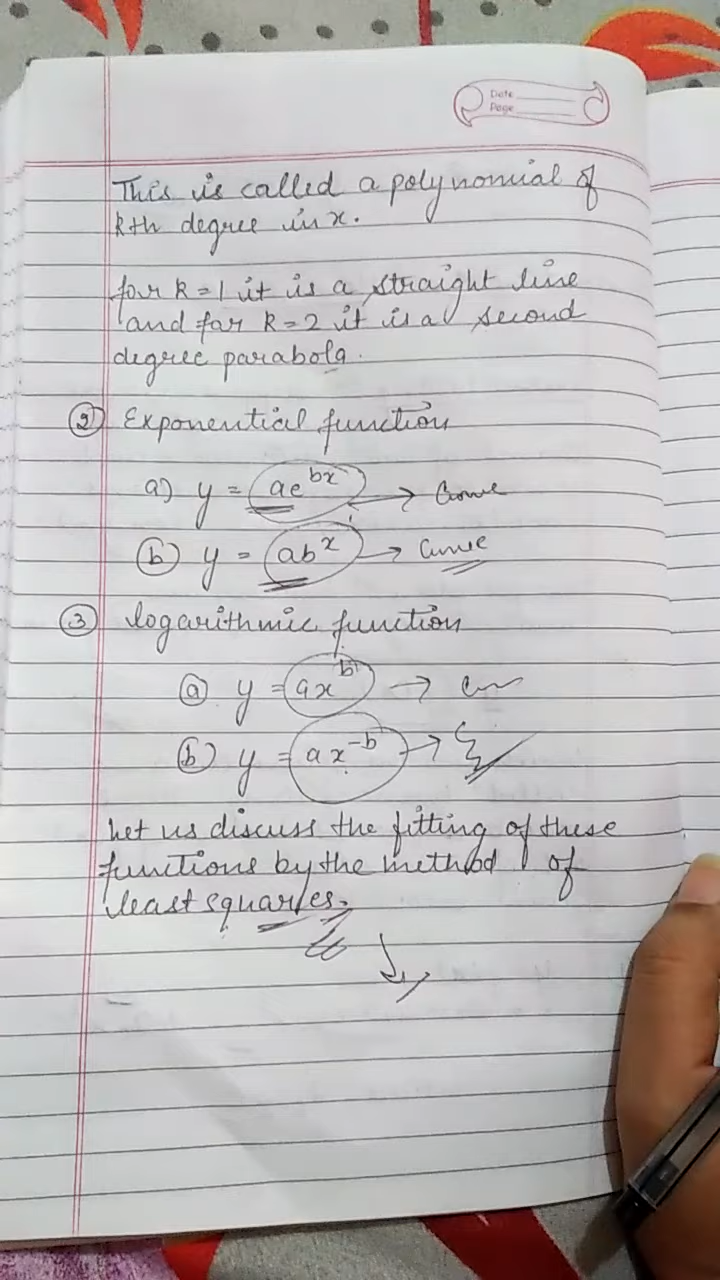 Date
Page
This is called a polynomial of
kth degree in x.
for k = 1 it is a straight line
and for k = 2 it is a second
degree parabola.
② Exponential function
a) y = ae^bx → Curve
ⓑ y = ab^x → Curve
③ logarithmic function
ⓐ y = ax^b →
ⓑ y = ax^-b →
Let us discuss the fitting of these
functions by the method of
least squares.